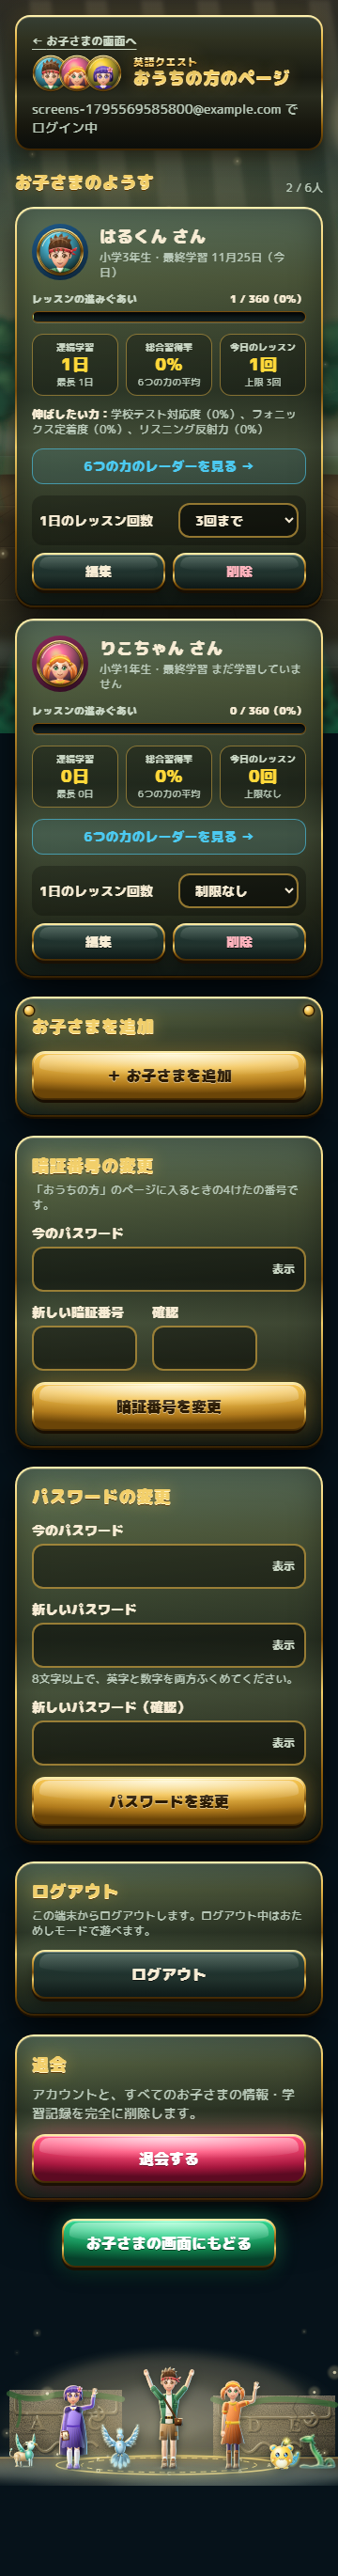 ← お子さまの画面へ
英語クエスト
おうちの方のページ
screens-1795569585800@example.com で
ログイン中
お子さまのようす
2 / 6人
はるくん さん
小学3年生・最終学習 11月25日（今
日）
レッスンの進みぐあい 1 / 360（0%）
連続学習 総合習得率 今日のレッスン
1日 0% 1回
最長 1日 6つの力の平均 上限 3回
伸ばしたい力：学校テスト対応度（0%）、フォニッ
クス定着度（0%）、リスニング反射力（0%）
6つの力のレーダーを見る →
1日のレッスン回数 3回まで
編集 削除
りこちゃん さん
小学1年生・最終学習 まだ学習していま
せん
レッスンの進みぐあい 0 / 360（0%）
連続学習 総合習得率 今日のレッスン
0日 0% 0回
最長 0日 6つの力の平均 上限なし
6つの力のレーダーを見る →
1日のレッスン回数 制限なし
編集 削除
お子さまを追加
＋ お子さまを追加
暗証番号の変更
「おうちの方」のページに入るときの4けたの番号で
す。
今のパスワード
表示
新しい暗証番号 確認
暗証番号を変更
パスワードの変更
今のパスワード
表示
新しいパスワード
表示
8文字以上で、英字と数字を両方ふくめてください。
新しいパスワード（確認）
表示
パスワードを変更
ログアウト
この端末からログアウトします。ログアウト中はおた
めしモードで遊べます。
ログアウト
退会
アカウントと、すべてのお子さまの情報・学
習記録を完全に削除します。
退会する
お子さまの画面にもどる
A D E